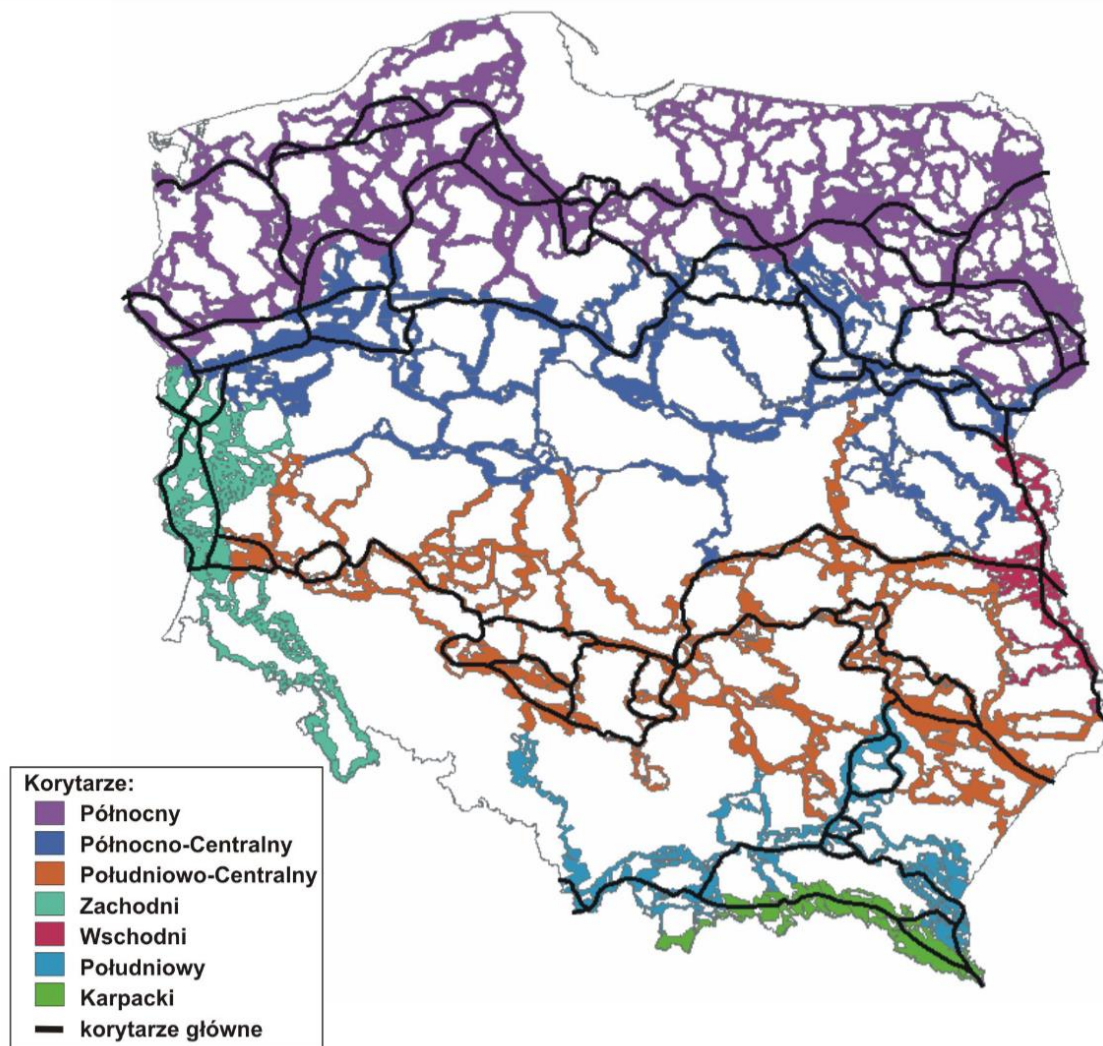 Korytarze:
Północny
Północno-Centralny
Południowo-Centralny
Zachodni
Wschodni
Południowy
Karpacki
korytarze główne